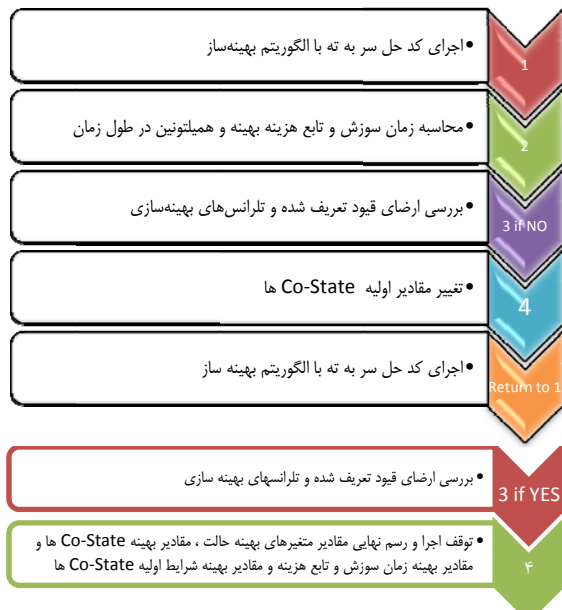 • اجرای کد حل سر به ته با الگوریتم بهینه‌ساز
1
• محاسبه زمان سوزش و تابع هزینه بهینه و همیلتونین در طول زمان
2
• بررسی ارضای قیود تعریف شده و تلرانس‌های بهینه‌سازی
3 if NO
• تغییر مقادیر اولیه Co-State ها
4
• اجرای کد حل سر به ته با الگوریتم بهینه ساز
Return to 1
• بررسی ارضای قیود تعریف شده و تلرانسهای بهینه سازی
3 if YES
• توقف اجرا و رسم نهایی مقادیر متغیرهای بهینه حالت ، مقادیر بهینه Co-State ها و
مقادیر بهینه زمان سوزش و تابع هزینه و مقادیر بهینه شرایط اولیه Co-State ها
۴